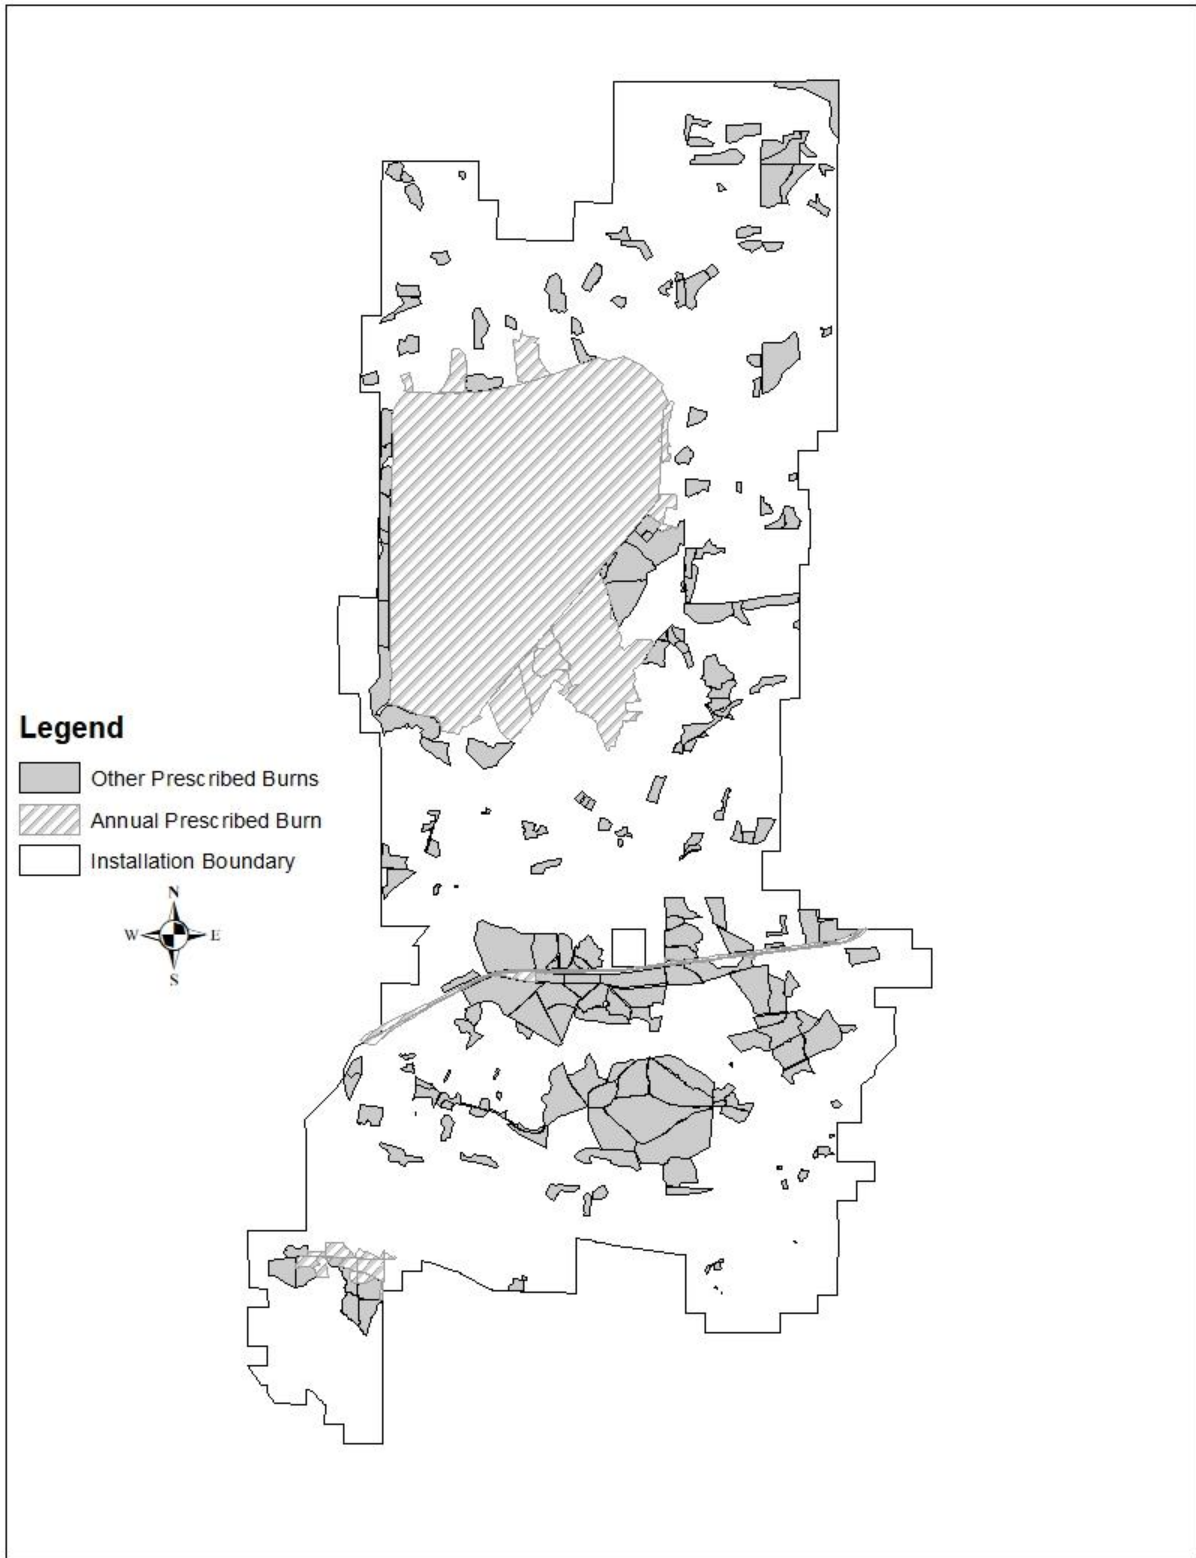 Legend
Other Prescribed Burns
Annual Prescribed Burn
Installation Boundary
N
W E
S